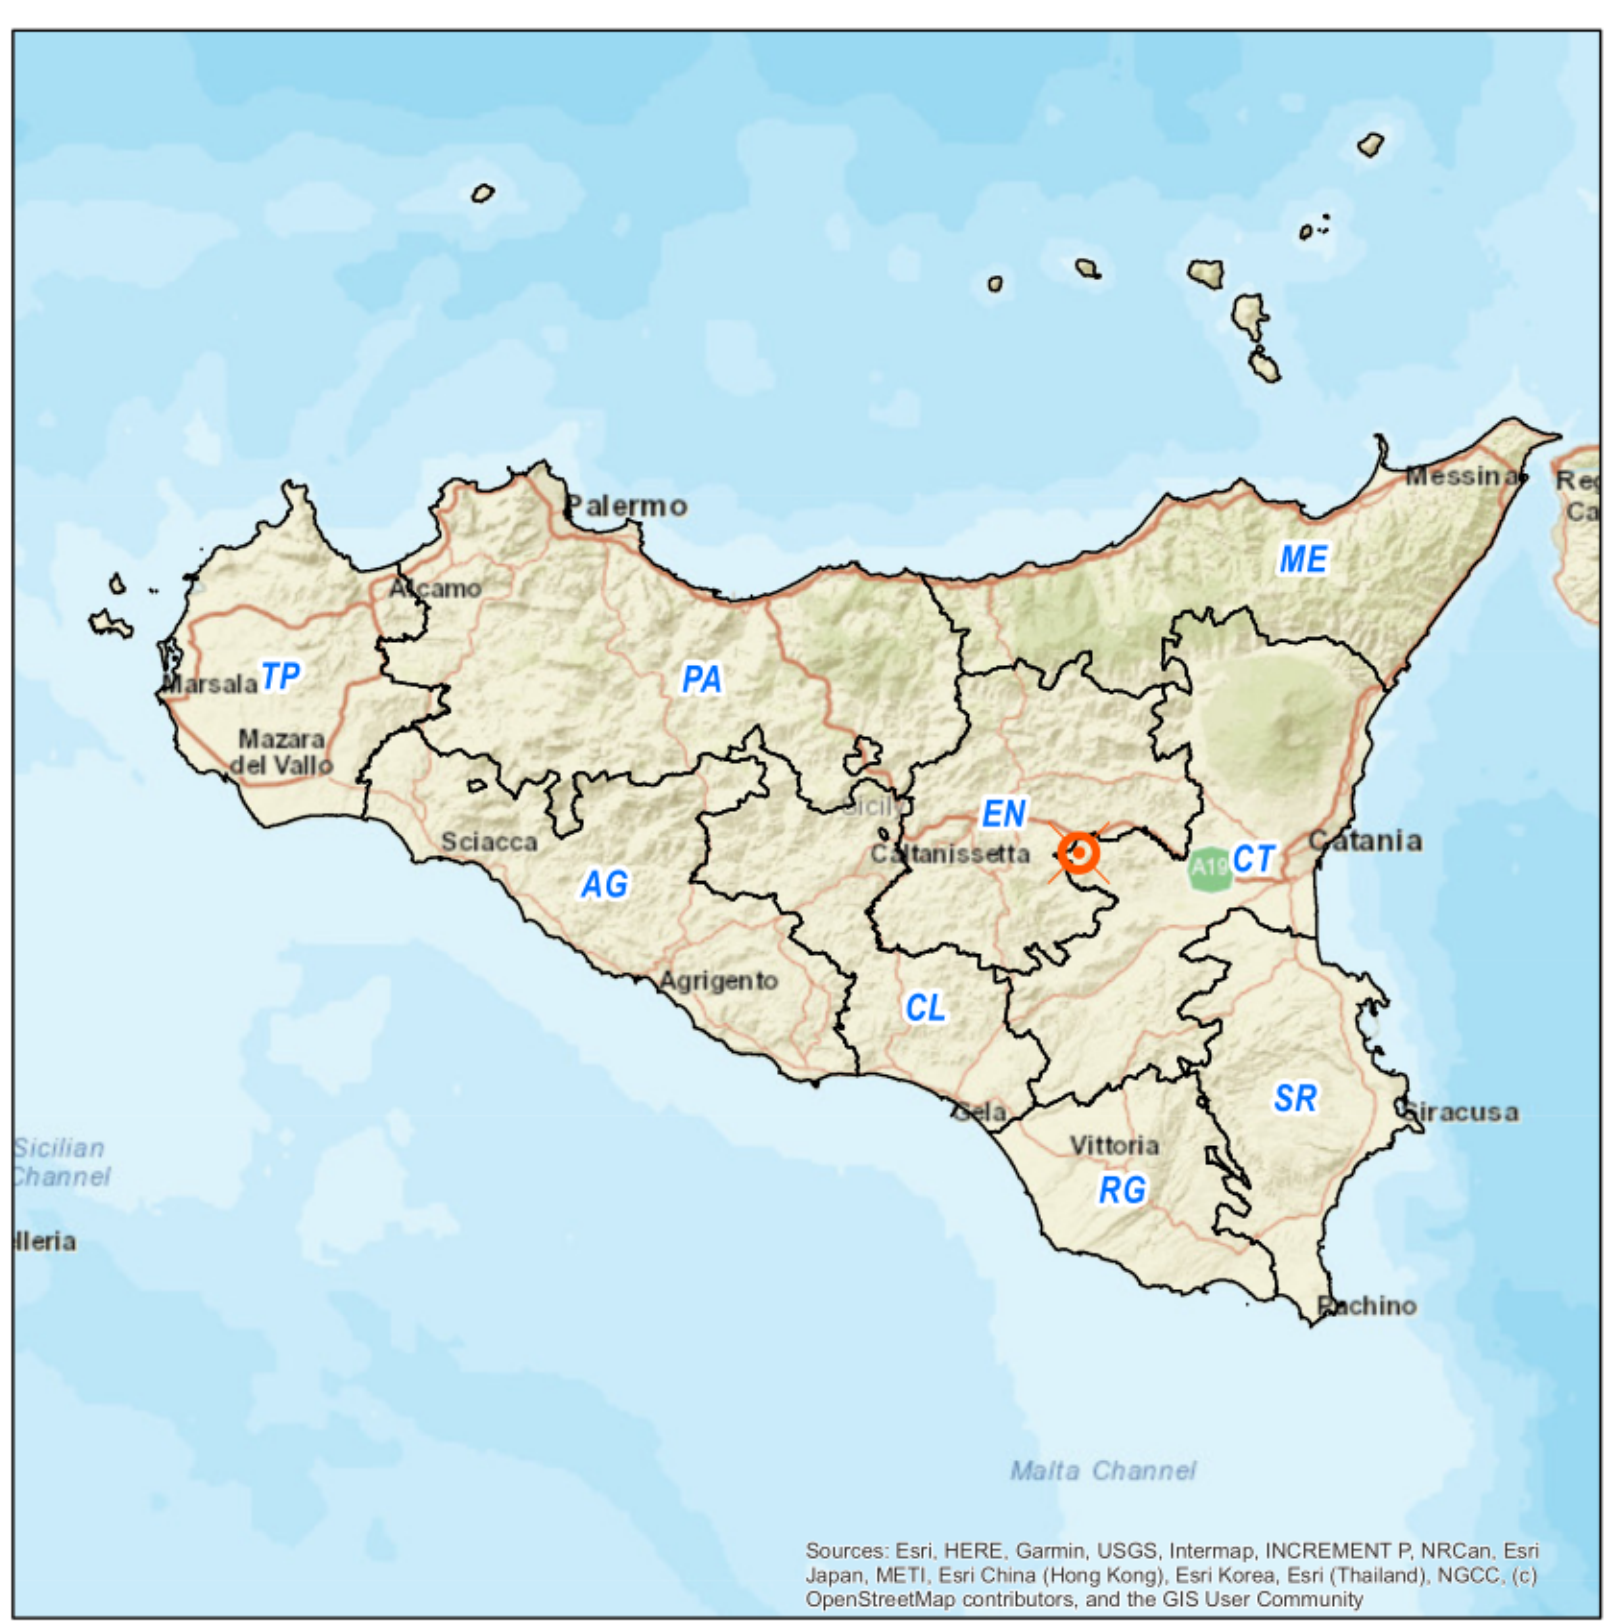 Palermo
Messina
Reg
Ca
ME
Alcamo
TP
Marsala
PA
Mazara
del Vallo
Sicily
EN
Sciacca
Caltanissetta
A19
CT
Catania
AG
Agrigento
CL
SR
Gela
Siracusa
Sicilian
Channel
Vittoria
RG
lleria
Pachino
Malta Channel
Sources: Esri, HERE, Garmin, USGS, Intermap, INCREMENT P, NRCan, Esri
Japan, METI, Esri China (Hong Kong), Esri Korea, Esri (Thailand), NGCC, (c)
OpenStreetMap contributors, and the GIS User Community